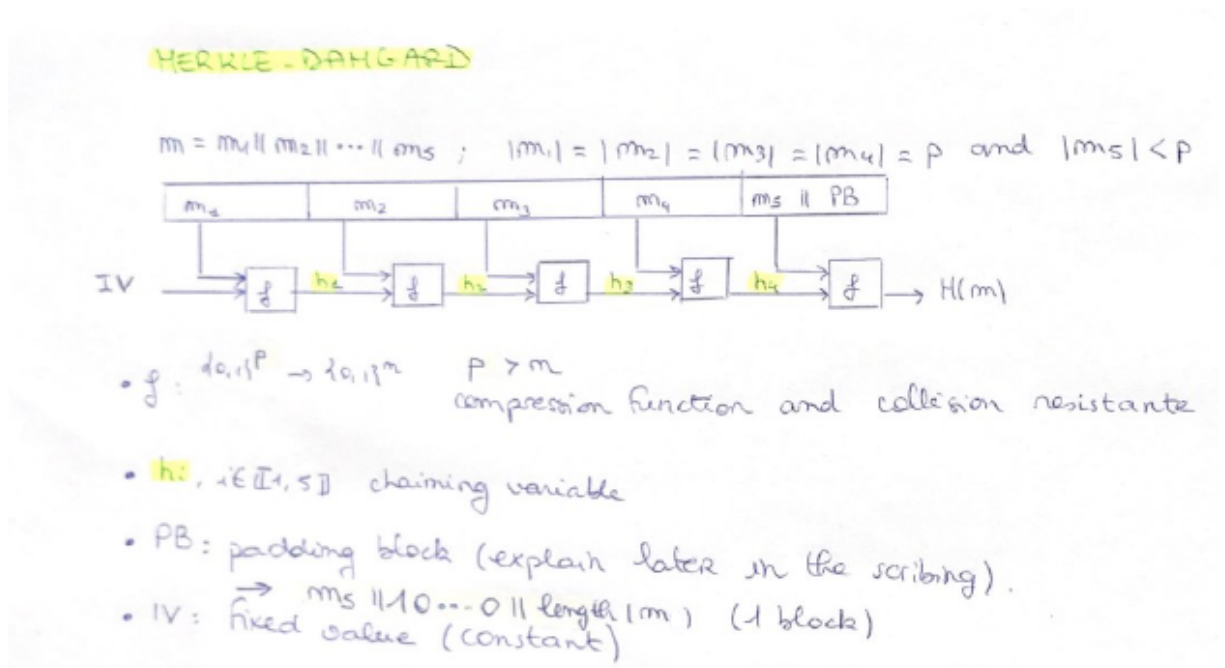 MERKLE-DAMGARD
m = m1 || m2 || ... || m5 ; |m1| = |m2| = |m3| = |m4| = p and |m5| < p
m1 m2 m3 m4 m5 || PB
IV f h1 f h2 f h3 f h4 f → H(m)
• f : {0,1}^p → {0,1}^n p > n
compression function and collision resistante
• hi, i∈⟦1,5⟧ chaining variable
• PB: padding block (explain later in the scribing).
→ m5 || 10...0 || length(m) (1 block)
• IV: fixed value (constant)